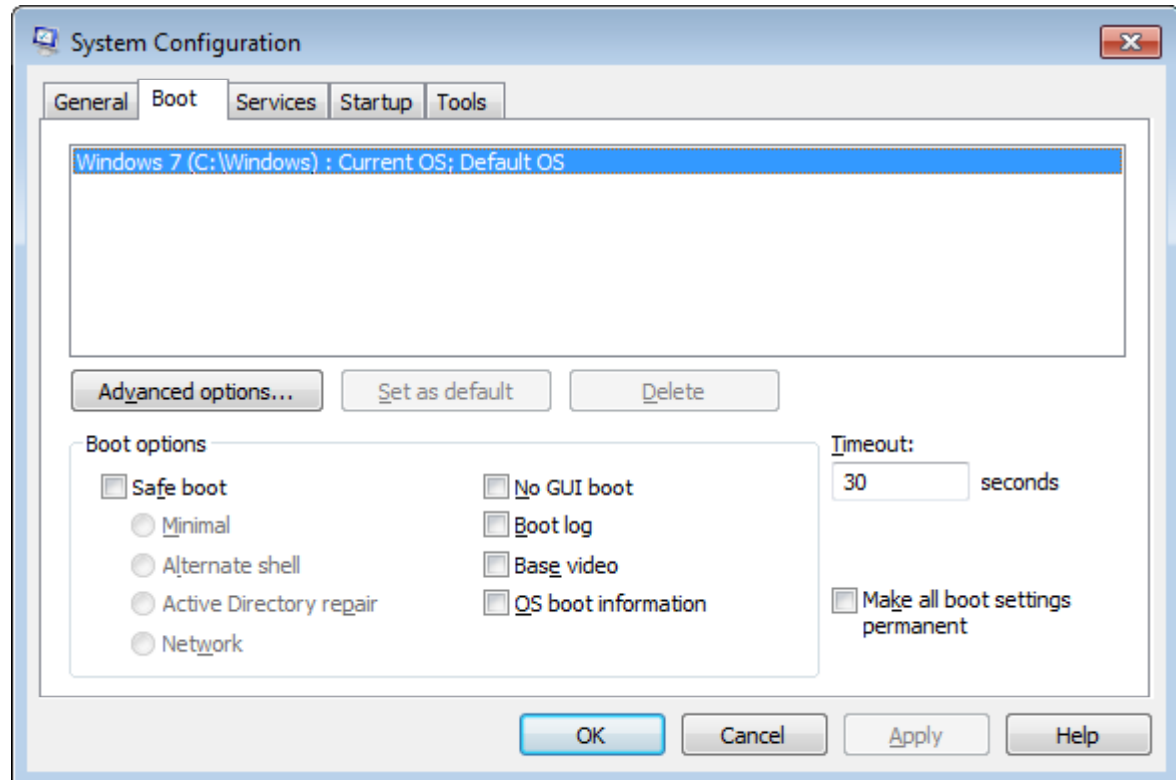 System Configuration
General Boot Services Startup Tools
Windows 7 (C:\Windows) : Current OS; Default OS
Advanced options... Set as default Delete
Boot options
Timeout:
Safe boot No GUI boot 30 seconds
Minimal Boot log
Alternate shell Base video
Active Directory repair OS boot information Make all boot settings
permanent
Network
OK Cancel Apply Help